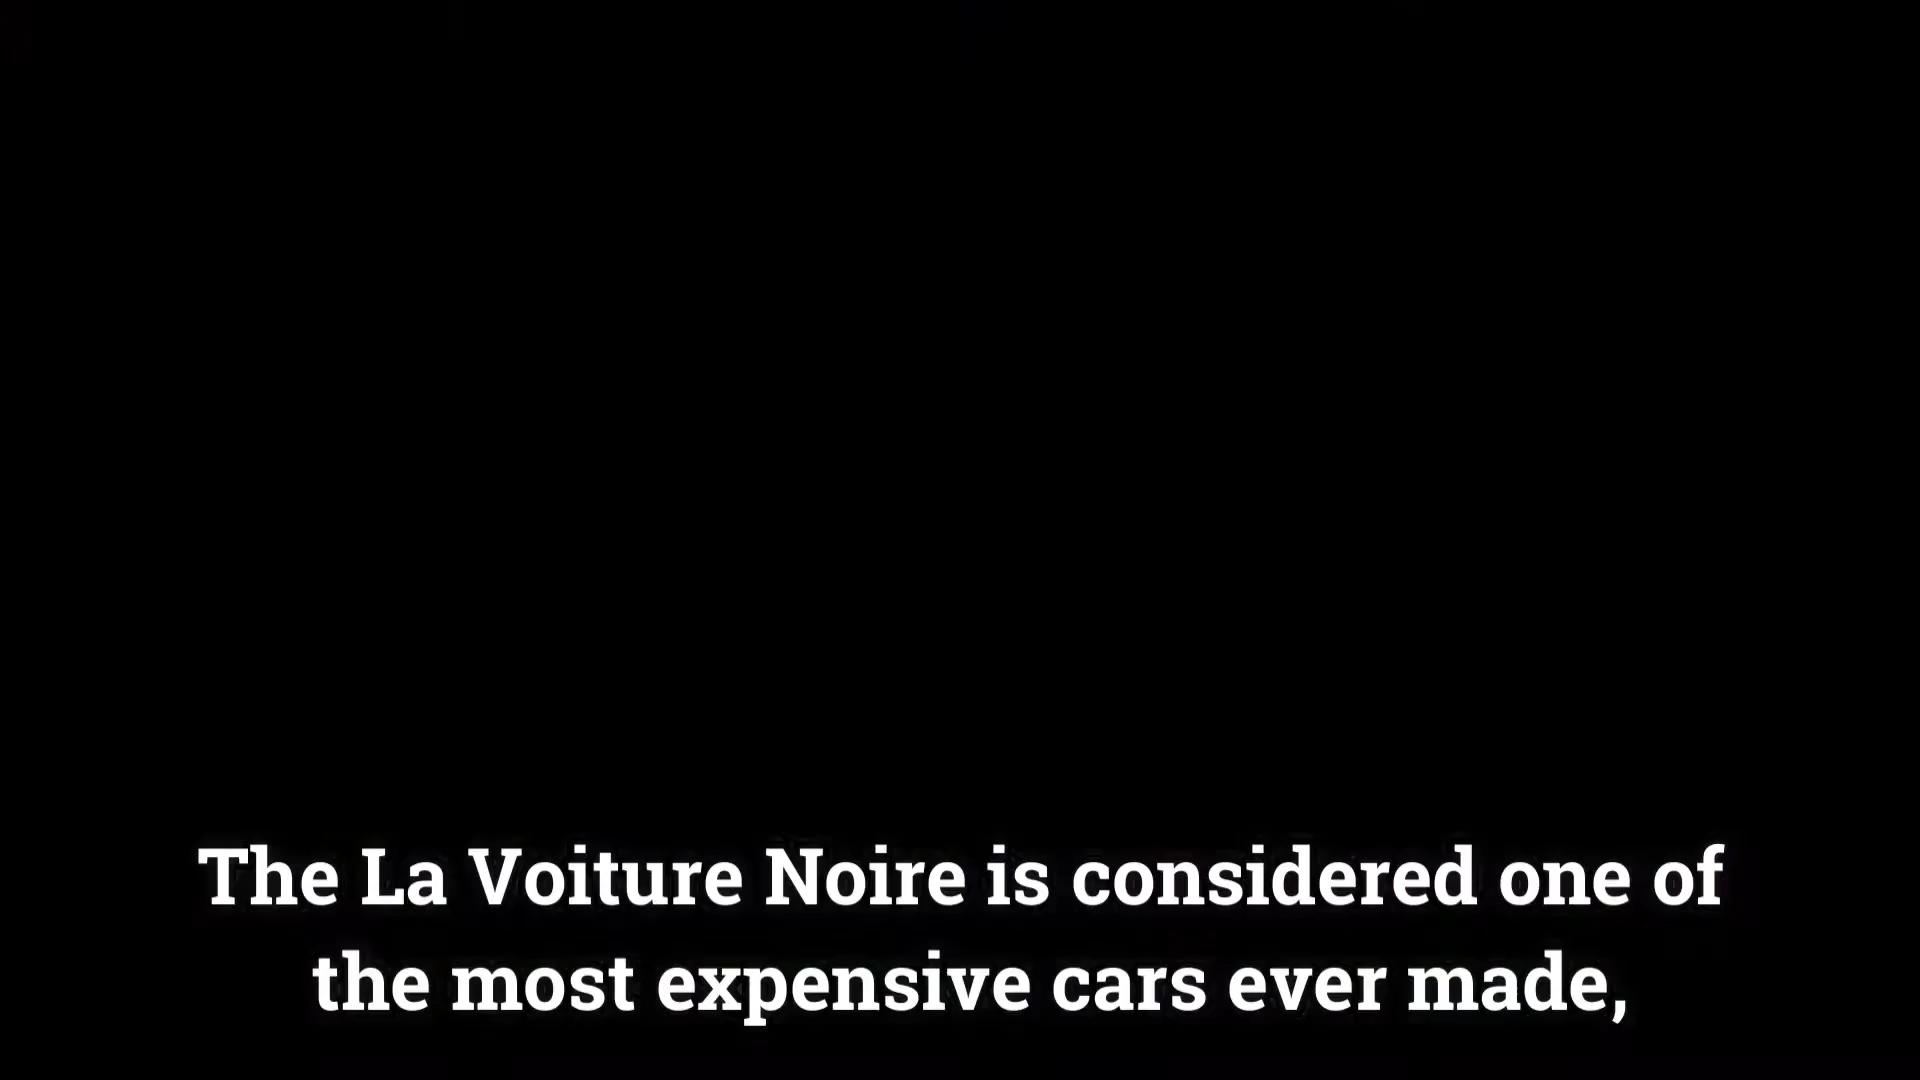 The La Voiture Noire is considered one of
the most expensive cars ever made,